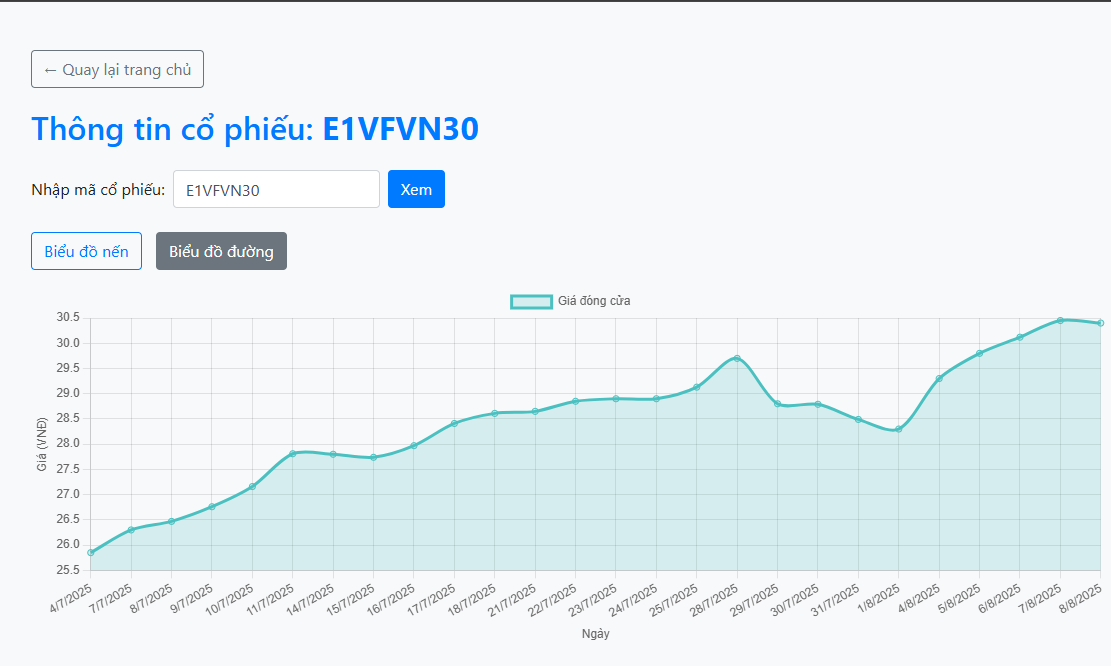 ← Quay lại trang chủ
Thông tin cổ phiếu: E1VFVN30
Nhập mã cổ phiếu: E1VFVN30 Xem
Biểu đồ nến Biểu đồ đường
Giá đóng cửa
30.5
30.0
29.5
29.0
28.5
28.0
27.5
27.0
26.5
26.0
25.5
Giá (VNĐ)
4/7/2025 7/7/2025 8/7/2025 9/7/2025 10/7/2025 11/7/2025 14/7/2025 15/7/2025 16/7/2025 17/7/2025 18/7/2025 21/7/2025 22/7/2025 23/7/2025 24/7/2025 25/7/2025 28/7/2025 29/7/2025 30/7/2025 31/7/2025 1/8/2025 4/8/2025 5/8/2025 6/8/2025 7/8/2025 8/8/2025
Ngày